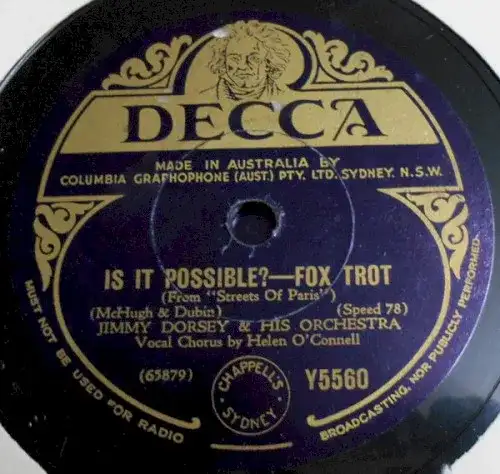 DECCA
MADE IN AUSTRALIA BY
COLUMBIA GRAPHOPHONE (AUST.) PTY. LTD. SYDNEY. N.S.W.
IS IT POSSIBLE?—FOX TROT
(From "Streets Of Paris")
(McHugh & Dubin) (Speed 78)
JIMMY DORSEY & HIS ORCHESTRA
Vocal Chorus by Helen O'Connell
(65879) CHAPPELL'S SYDNEY Y5560
MUST NOT BE USED FOR RADIO BROADCASTING, NOR PUBLICLY PERFORMED